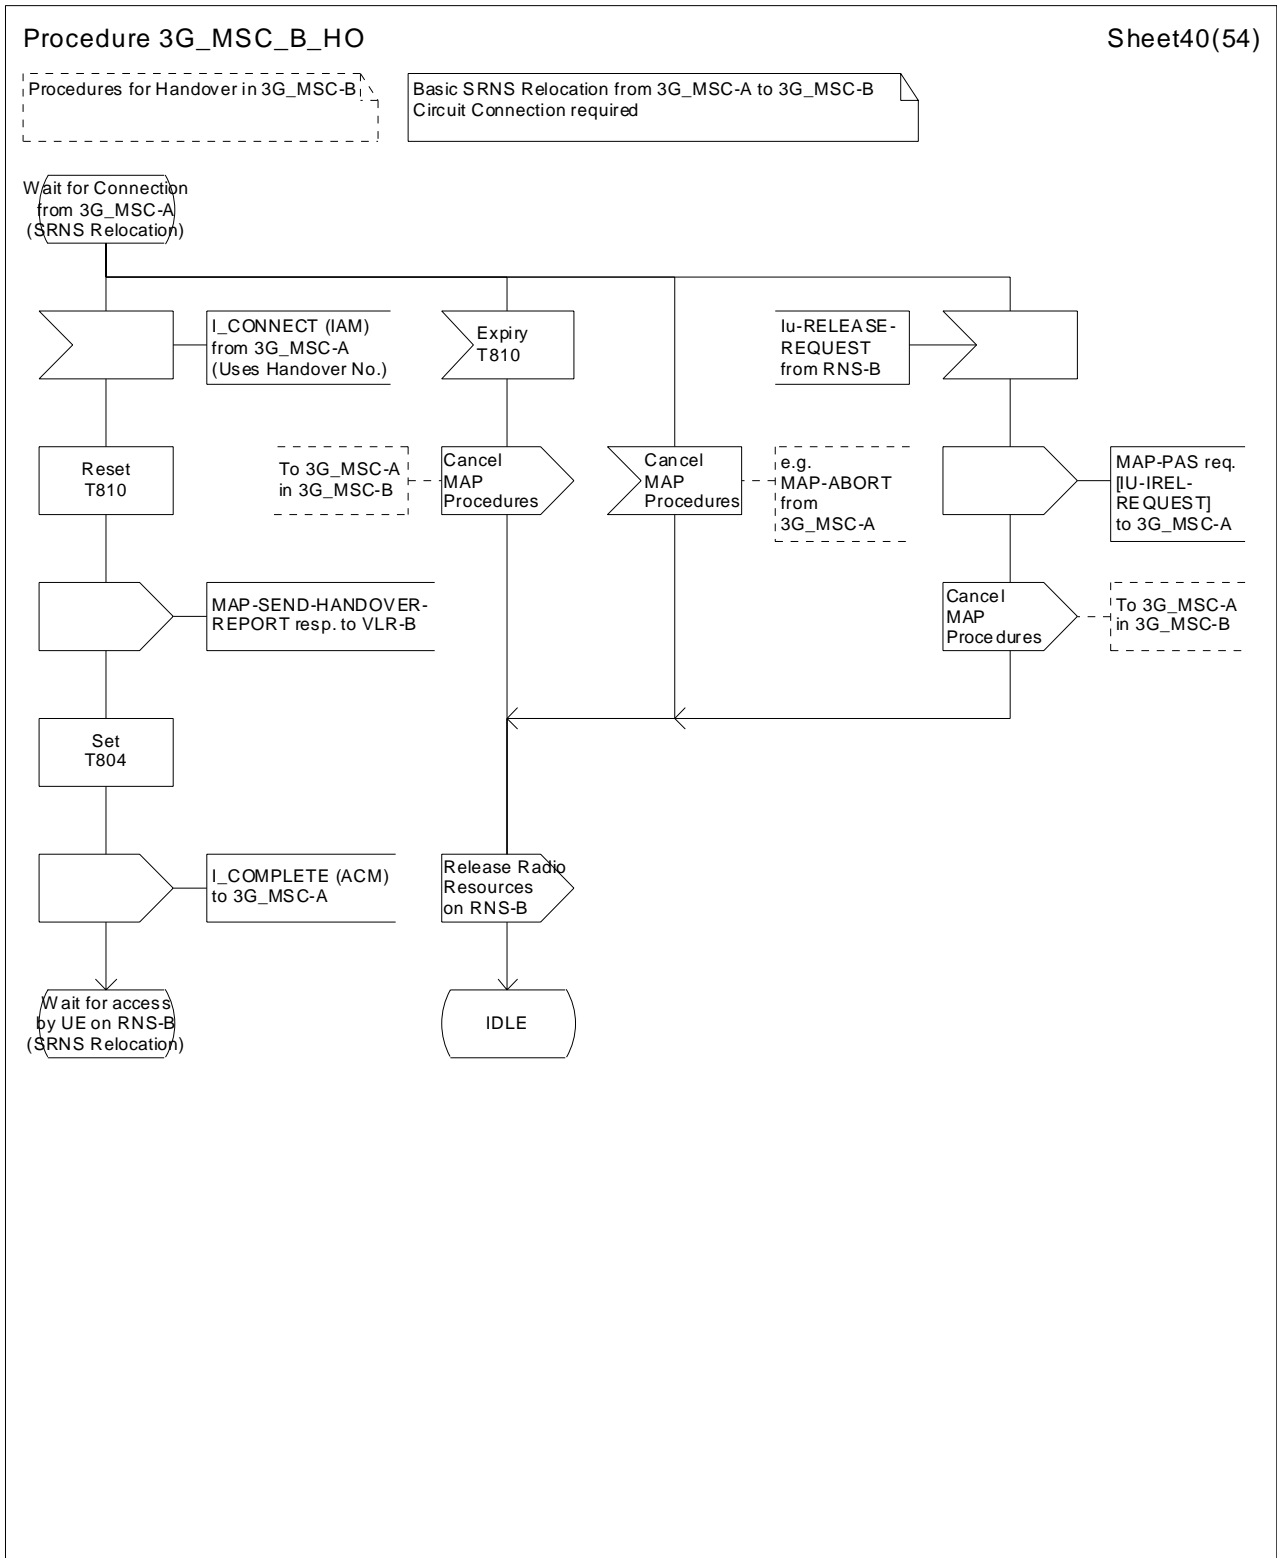 Procedure 3G_MSC_B_HO
Sheet40(54)
Procedures for Handover in 3G_MSC-B
Basic SRNS Relocation from 3G_MSC-A to 3G_MSC-B
Circuit Connection required
Wait for Connection
from 3G_MSC-A
(SRNS Relocation)
I_CONNECT (IAM)
from 3G_MSC-A
(Uses Handover No.)
Expiry
T810
Iu-RELEASE-
REQUEST
from RNS-B
Reset
T810
To 3G_MSC-A
in 3G_MSC-B
Cancel
MAP
Procedures
Cancel
MAP
Procedures
e.g.
MAP-ABORT
from
3G_MSC-A
MAP-PAS req.
[IU-IREL-
REQUEST]
to 3G_MSC-A
MAP-SEND-HANDOVER-
REPORT resp. to VLR-B
Cancel
MAP
Procedures
To 3G_MSC-A
in 3G_MSC-B
Set
T804
I_COMPLETE (ACM)
to 3G_MSC-A
Release Radio
Resources
on RNS-B
Wait for access
by UE on RNS-B
(SRNS Relocation)
IDLE